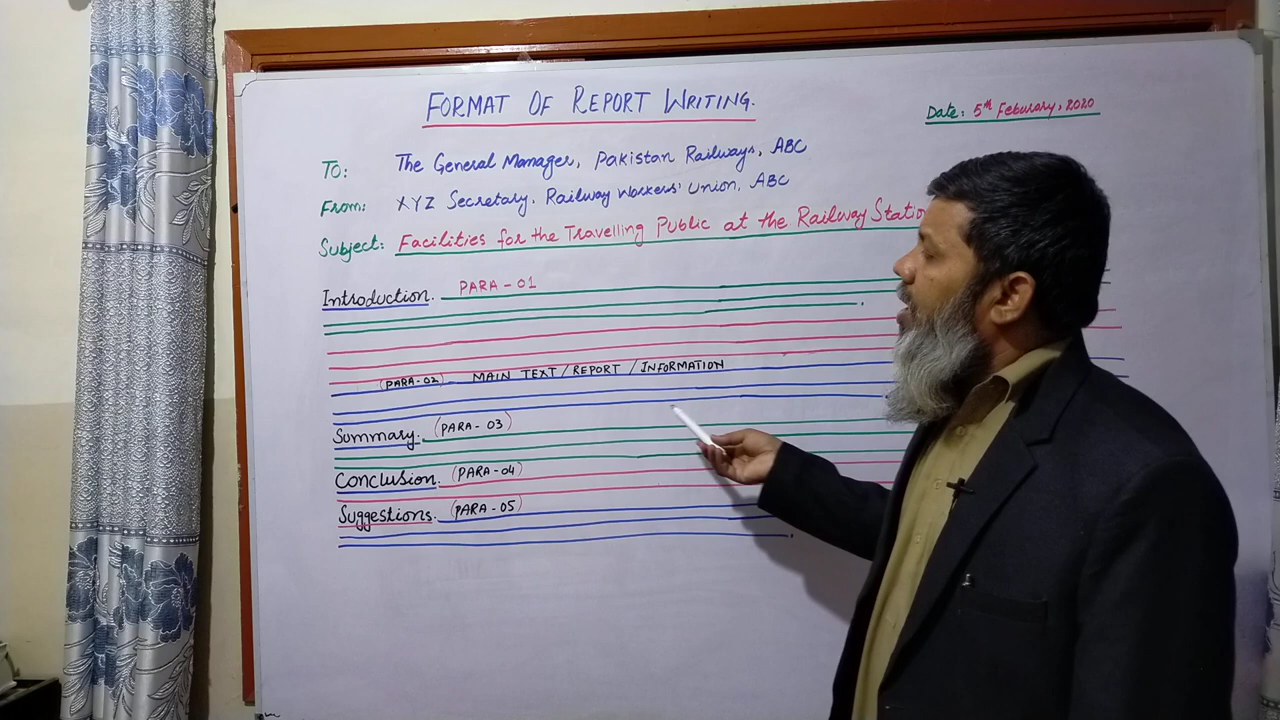 FORMAT OF REPORT WRITING.
Date: 5th Feburary, 2020
To: The General Manager, Pakistan Railways, ABC
From: XYZ Secretary, Railway Workers' Union, ABC
Subject: Facilities for the Travelling Public at the Railway Statio
Introduction. PARA - 01
(PARA - 02) MAIN TEXT / REPORT / INFORMATION
Summary. (PARA - 03)
Conclusion. (PARA - 04)
Suggestions. (PARA - 05)